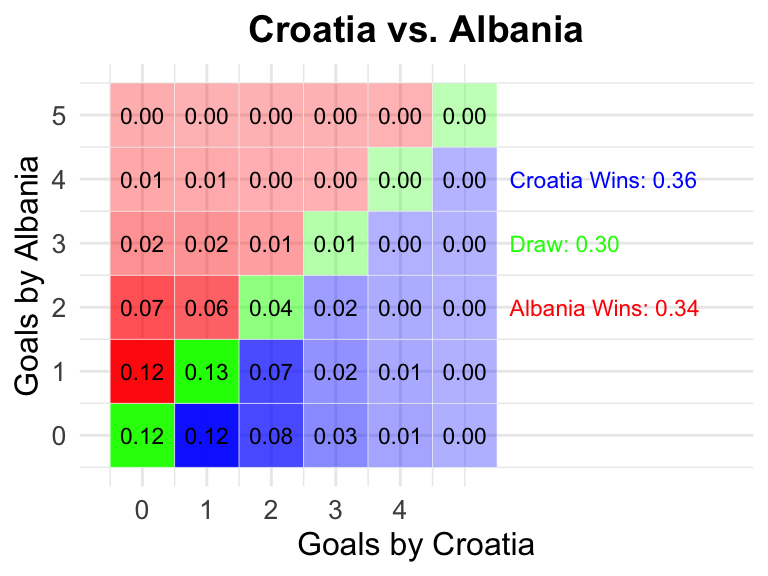 Croatia vs. Albania
Goals by Albania
5 0.00 0.00 0.00 0.00 0.00 0.00
4 0.01 0.01 0.00 0.00 0.00 0.00 Croatia Wins: 0.36
3 0.02 0.02 0.01 0.01 0.00 0.00 Draw: 0.30
2 0.07 0.06 0.04 0.02 0.00 0.00 Albania Wins: 0.34
1 0.12 0.13 0.07 0.02 0.01 0.00
0 0.12 0.12 0.08 0.03 0.01 0.00
0 1 2 3 4
Goals by Croatia